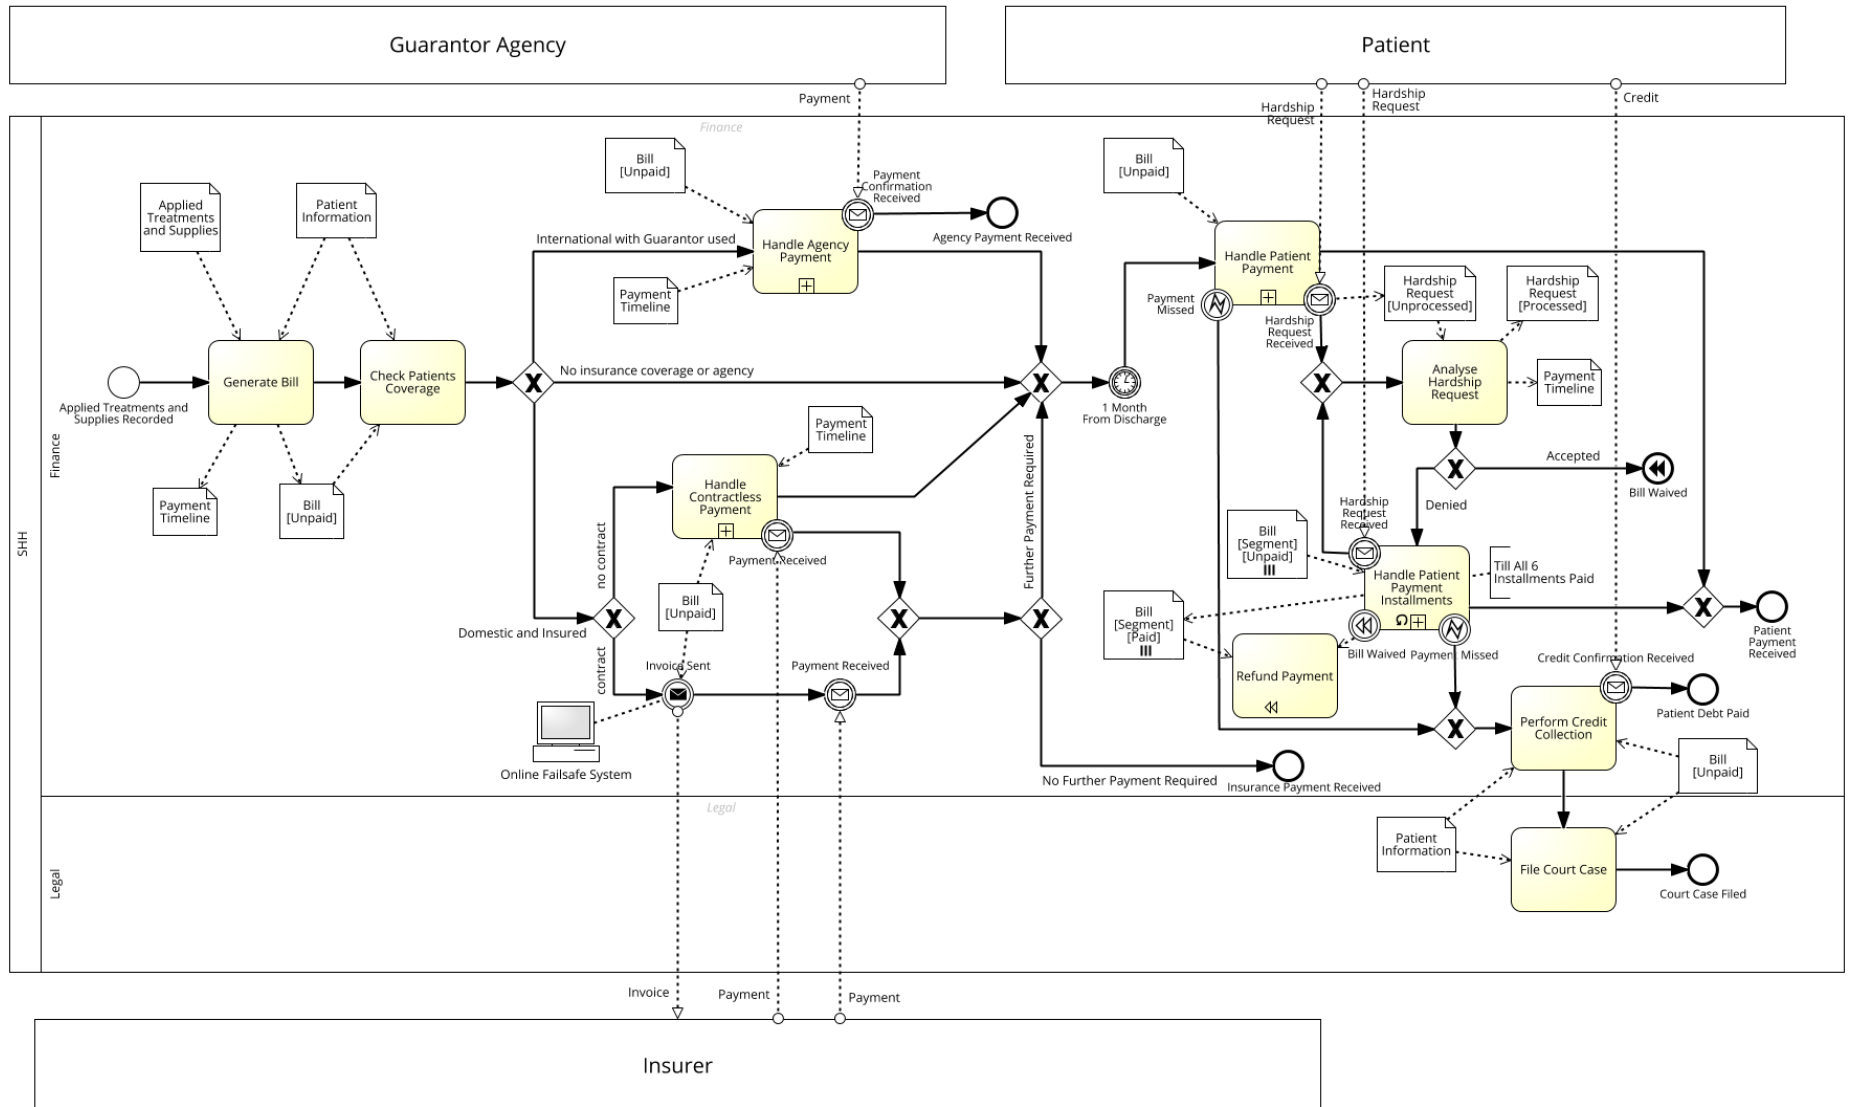 Guarantor Agency
Patient
Payment
Hardship
Request
Hardship
Request
Credit
Finance
Bill
[Unpaid]
Payment
Confirmation
Received
Bill
[Unpaid]
Applied
Treatments
and Supplies
Patient
Information
International with Guarantor used
Handle Agency
Payment
Agency Payment Received
Payment
Timeline
Handle Patient
Payment
Payment
Missed
Hardship
Request
Received
Hardship
Request
[Unprocessed]
Hardship
Request
[Processed]
Generate Bill
Check Patients
Coverage
No insurance coverage or agency
1 Month
From Discharge
Analyse
Hardship
Request
Payment
Timeline
Applied Treatments and
Supplies Recorded
Payment
Timeline
Finance
SHH
Further Payment Required
Accepted
Bill Waived
Denied
Payment
Timeline
Bill
[Unpaid]
Handle
Contractless
Payment
no contract
Payment Received
Hardship
Request
Received
Bill
[Segment]
[Unpaid]
Handle Patient
Payment
Installments
Till All 6
Installments Paid
Bill
[Unpaid]
Domestic and Insured
Bill
[Segment]
[Paid]
Patient
Payment
Received
contract
Invoice Sent
Payment Received
Bill Waived
Payment Missed
Credit Confirmation Received
Refund Payment
Perform Credit
Collection
Patient Debt Paid
Online Failsafe System
No Further Payment Required
Insurance Payment Received
Bill
[Unpaid]
Legal
Legal
Patient
Information
File Court Case
Court Case Filed
Invoice
Payment
Payment
Insurer